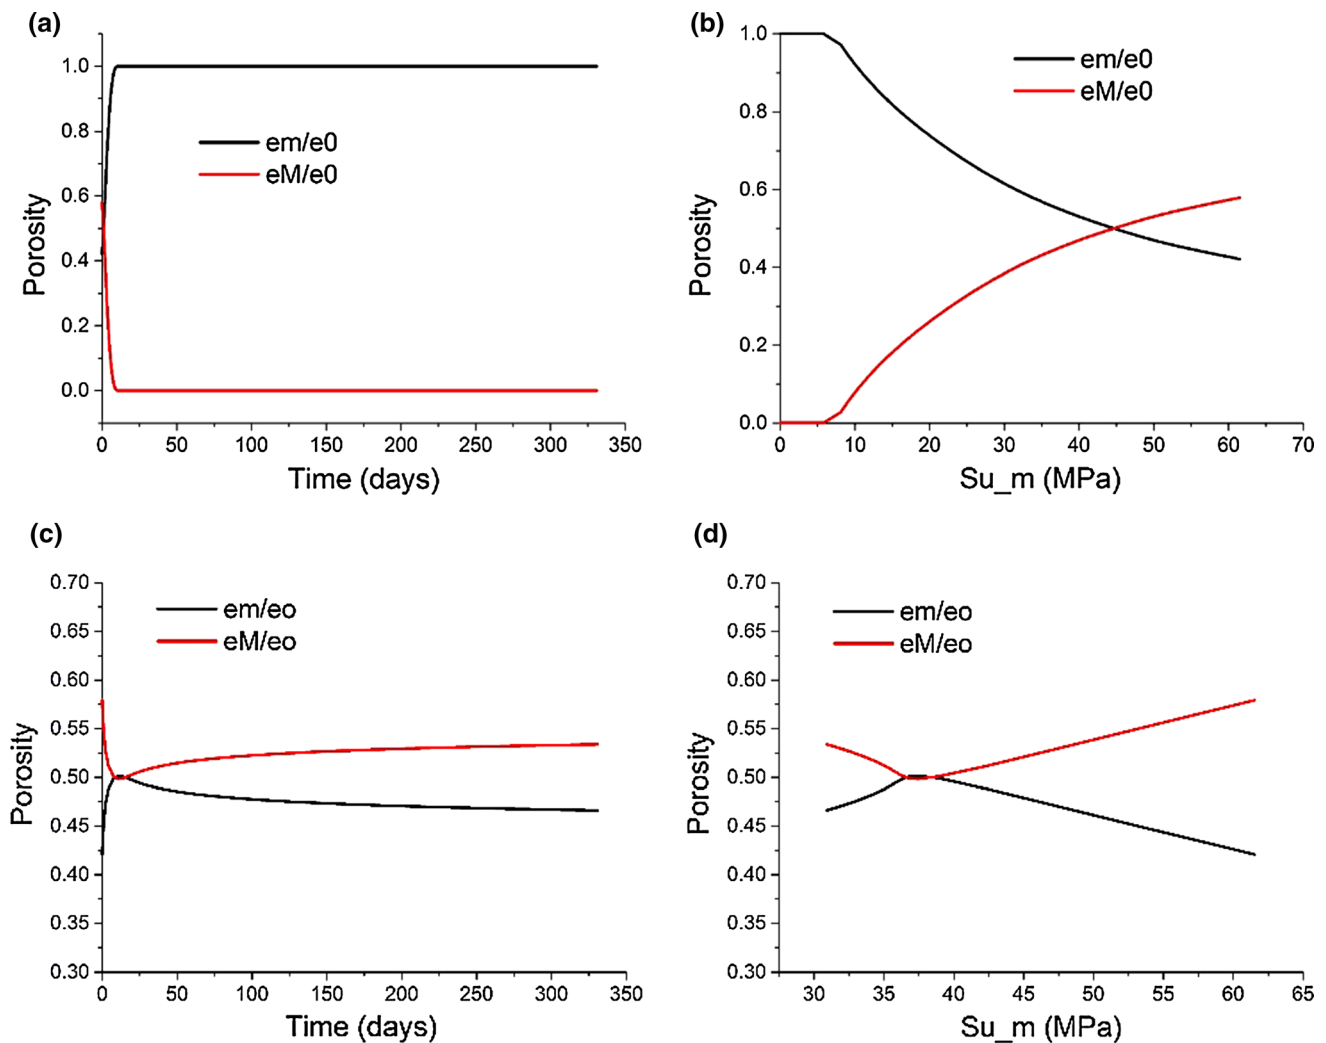 (a)
1.0
0.8
0.6
0.4
0.2
0.0
Porosity
em/e0
eM/e0
0 50 100 150 200 250 300 350
Time (days)
(b)
1.0
0.8
0.6
0.4
0.2
0.0
Porosity
em/e0
eM/e0
0 10 20 30 40 50 60 70
Su_m (MPa)
(c)
0.70
0.65
0.60
0.55
0.50
0.45
0.40
0.35
0.30
Porosity
em/eo
eM/eo
0 50 100 150 200 250 300 350
Time (days)
(d)
0.70
0.65
0.60
0.55
0.50
0.45
0.40
0.35
0.30
Porosity
em/eo
eM/eo
30 35 40 45 50 55 60 65
Su_m (MPa)